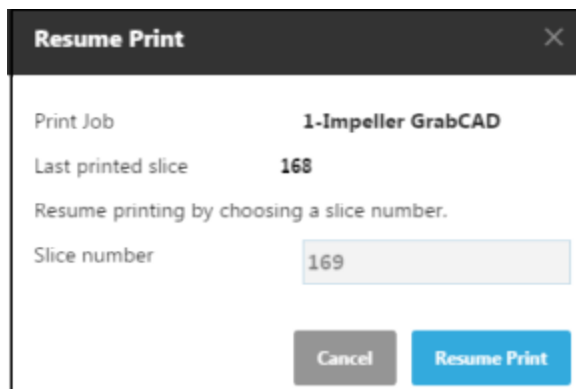 Resume Print
Print Job 1-Impeller GrabCAD
Last printed slice 168
Resume printing by choosing a slice number.
Slice number 169
Cancel Resume Print